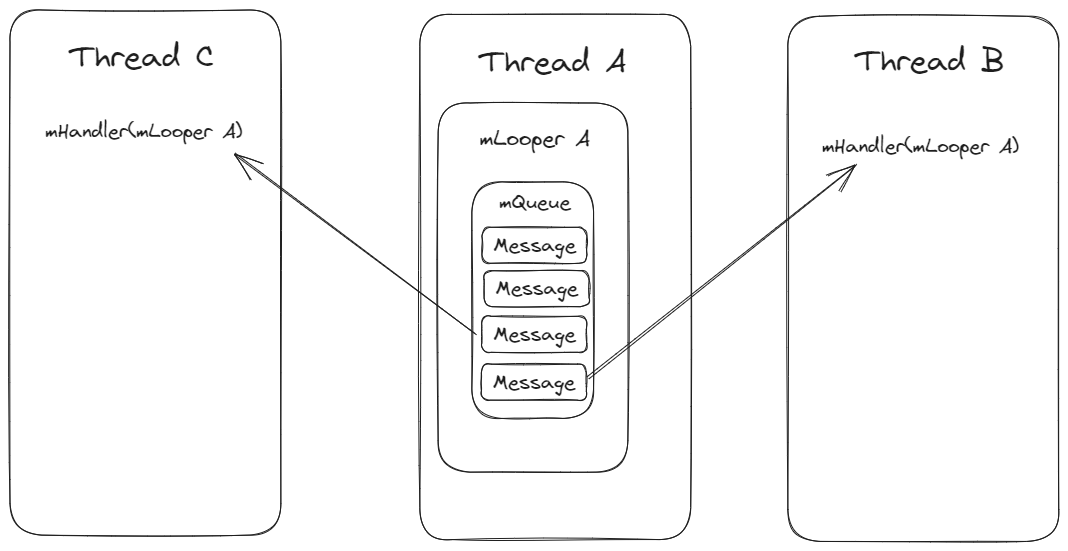 Thread C
mHandler(mLooper A)
Thread A
mLooper A
mQueue
Message
Message
Message
Message
Thread B
mHandler(mLooper A)